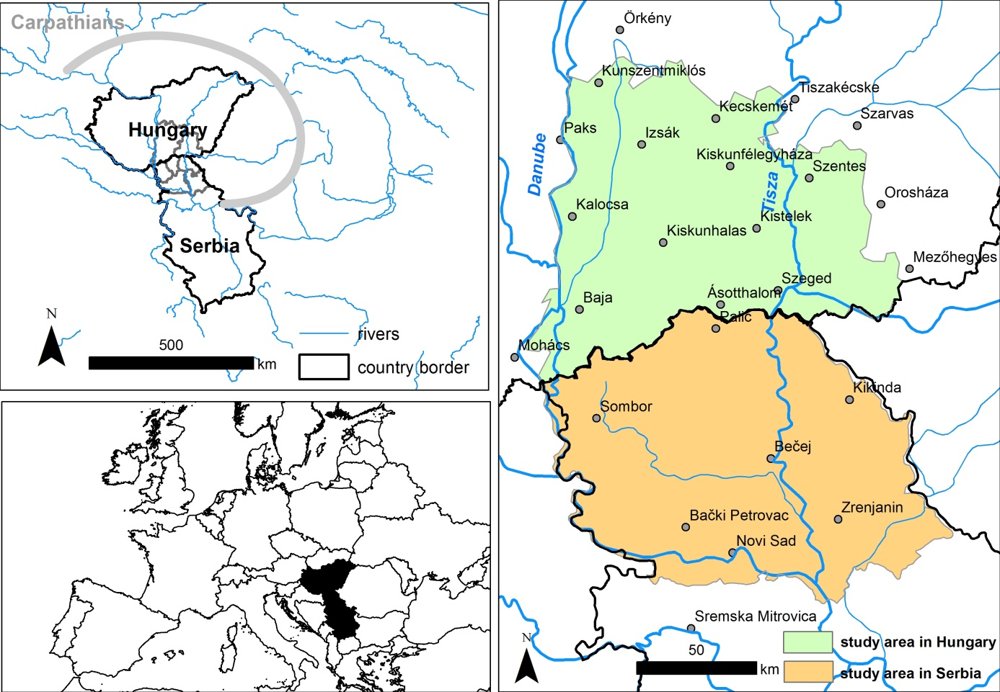 Carpathians
Hungary
Serbia
N
500
km
rivers
country border
Örkény
Kunszentmiklós
Tiszakécske
Kecskemét
Szarvas
Paks
Izsák
Kiskunfélegyháza
Szentes
Danube
Tisza
Orosháza
Kalocsa
Kistelek
Kiskunhalas
Mezőhegyes
Szeged
Ásotthalom
Baja
Palić
Mohács
Kikinda
Sombor
Bečej
Zrenjanin
Bački Petrovac
Novi Sad
Sremska Mitrovica
N
50
km
study area in Hungary
study area in Serbia